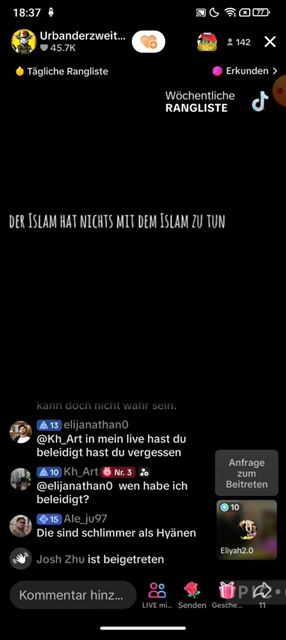 18:37
77
Urbanderzweit...
45.7K
10
142
Tägliche Rangliste
Erkunden >
Wöchentliche
RANGLISTE
der Islam hat nichts mit dem Islam zu tun
kann doch nicht wahr sein.
13 elijanathan0
@Kh_Art in mein live hast du
beleidigt hast du vergessen
10 Kh_Art Nr. 3
@elijanathan0 wen habe ich
beleidigt?
15 Ale_ju97
Die sind schlimmer als Hyänen
Josh Zhu ist beigetreten
Anfrage
zum
Beitreten
10
Eliyah2.0
Kommentar hinz...
LIVE mi...
Senden
Gesche...
11